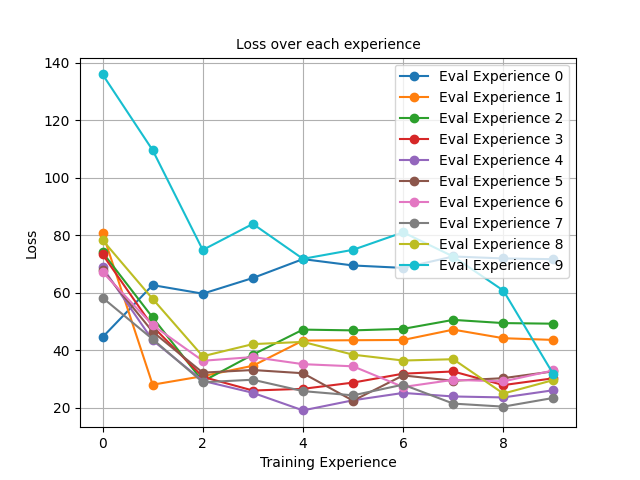 Loss over each experience
140
120
100
80
60
40
20
Loss
Eval Experience 0
Eval Experience 1
Eval Experience 2
Eval Experience 3
Eval Experience 4
Eval Experience 5
Eval Experience 6
Eval Experience 7
Eval Experience 8
Eval Experience 9
0 2 4 6 8
Training Experience